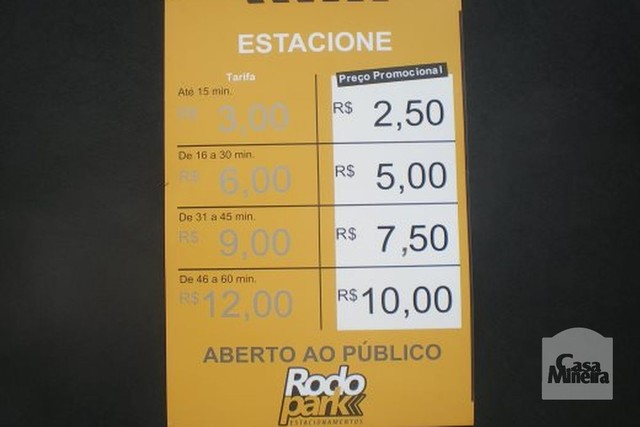 ESTACIONE
Tarifa
Preço Promocional
Até 15 min.
R$ 3,00
R$ 2,50
De 16 a 30 min.
R$ 6,00
R$ 5,00
De 31 a 45 min.
R$ 9,00
R$ 7,50
De 46 a 60 min.
R$ 12,00
R$ 10,00
ABERTO AO PÚBLICO
Rodo
park
ESTACIONAMENTOS
Casa
Mineira